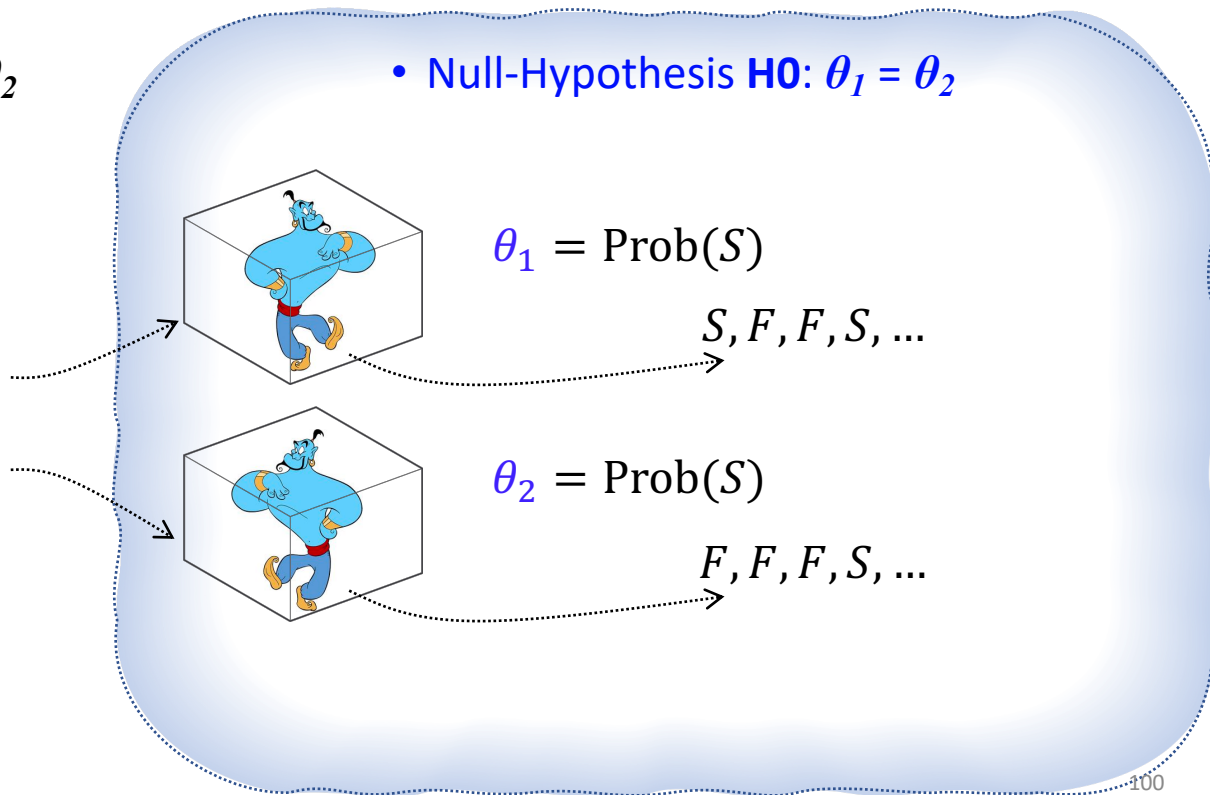 • Null-Hypothesis H0: θ₁ = θ₂
θ₁ = Prob(S)
S, F, F, S, ...
θ₂ = Prob(S)
F, F, F, S, ...
100